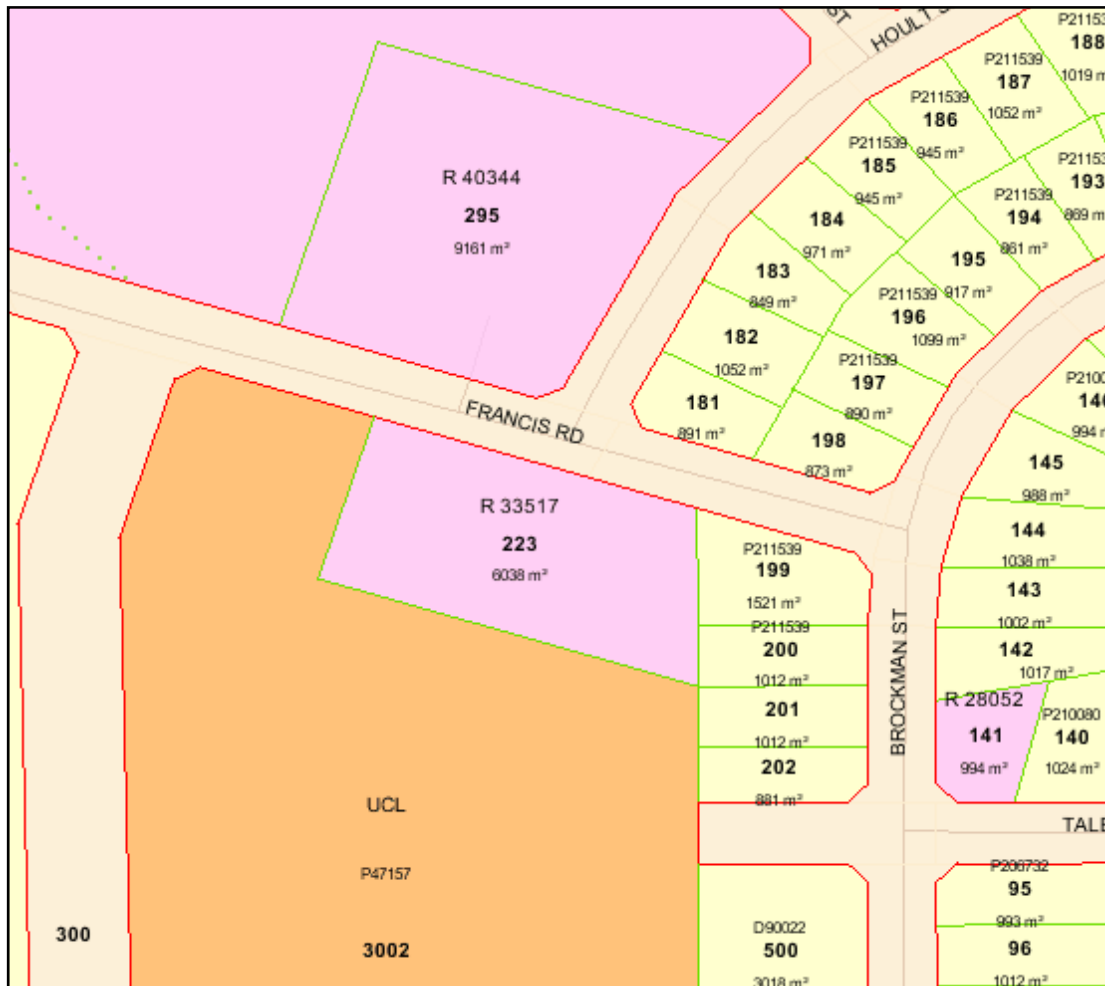 ST
HOULT S
P211539
188
1019 m
P211539
187
1052 m²
P211539
186
945 m²
P211539
185
945 m²
P21153
193
869 m²
P211539
194
861 m²
184
971 m²
195
917 m²
183
849 m²
P211539
196
1099 m²
182
1052 m²
P211539
197
890 m²
181
891 m²
198
873 m²
R 40344
295
9161 m²
FRANCIS RD
R 33517
223
6038 m²
P2100
994 m
145
988 m²
144
1038 m²
143
1002 m²
142
1017 m²
P211539
199
1521 m²
P211539
200
1012 m²
201
1012 m²
202
881 m²
BROCKMAN ST
R 28052
141
994 m²
P210080
140
1024 m²
TALB
UCL
P47157
3002
300
D90022
500
3018 m²
P206732
95
993 m²
96
1012 m²